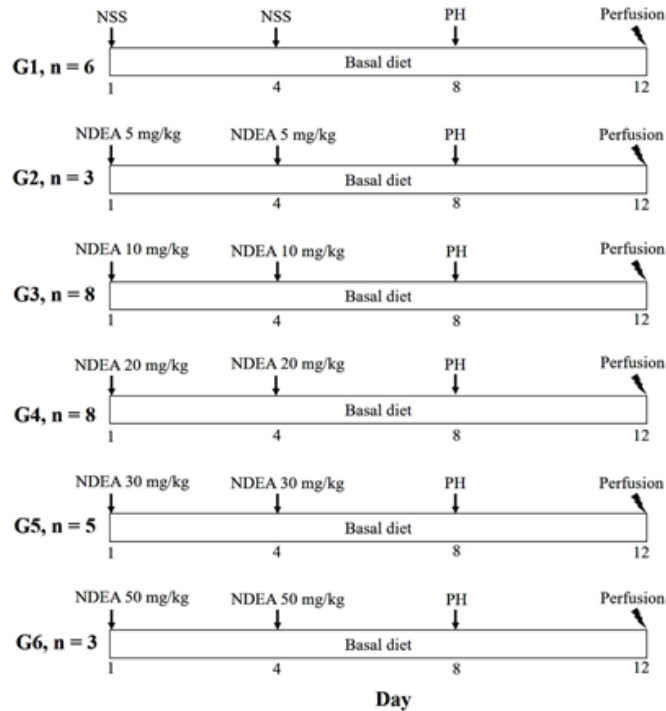 NSS NSS PH Perfusion
G1, n = 6 Basal diet
1 4 8 12
NDEA 5 mg/kg NDEA 5 mg/kg PH Perfusion
G2, n = 3 Basal diet
1 4 8 12
NDEA 10 mg/kg NDEA 10 mg/kg PH Perfusion
G3, n = 8 Basal diet
1 4 8 12
NDEA 20 mg/kg NDEA 20 mg/kg PH Perfusion
G4, n = 8 Basal diet
1 4 8 12
NDEA 30 mg/kg NDEA 30 mg/kg PH Perfusion
G5, n = 5 Basal diet
1 4 8 12
NDEA 50 mg/kg NDEA 50 mg/kg PH Perfusion
G6, n = 3 Basal diet
1 4 8 12
Day